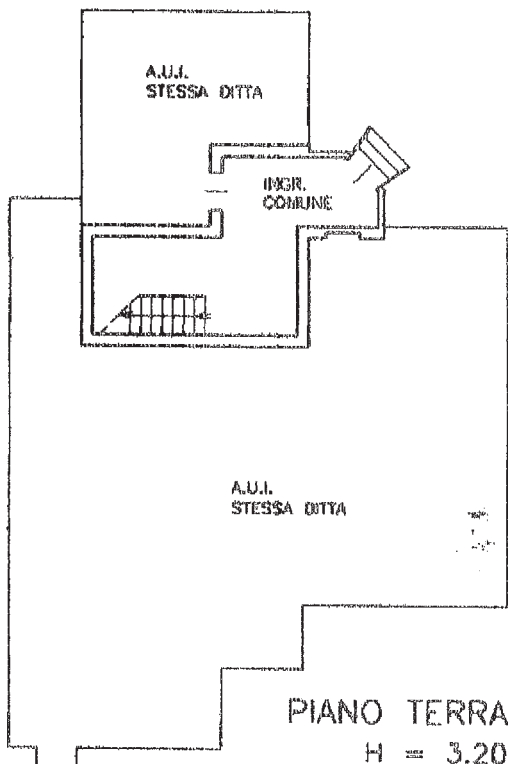 A.U.I.
STESSA DITTA
INGR.
COMUNE
A.U.I.
STESSA DITTA
PIANO TERRA
H = 3.20